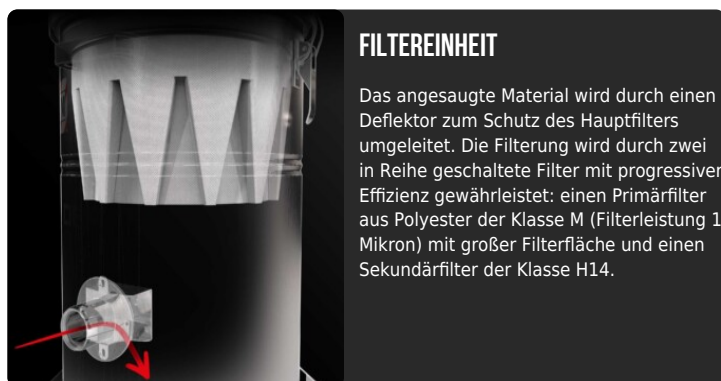 FILTEREINHEIT
Das angesaugte Material wird durch einen
Deflektor zum Schutz des Hauptfilters
umgeleitet. Die Filterung wird durch zwei
in Reihe geschaltete Filter mit progressiver
Effizienz gewährleistet: einen Primärfilter
aus Polyester der Klasse M (Filterleistung 1
Mikron) mit großer Filterfläche und einen
Sekundärfilter der Klasse H14.